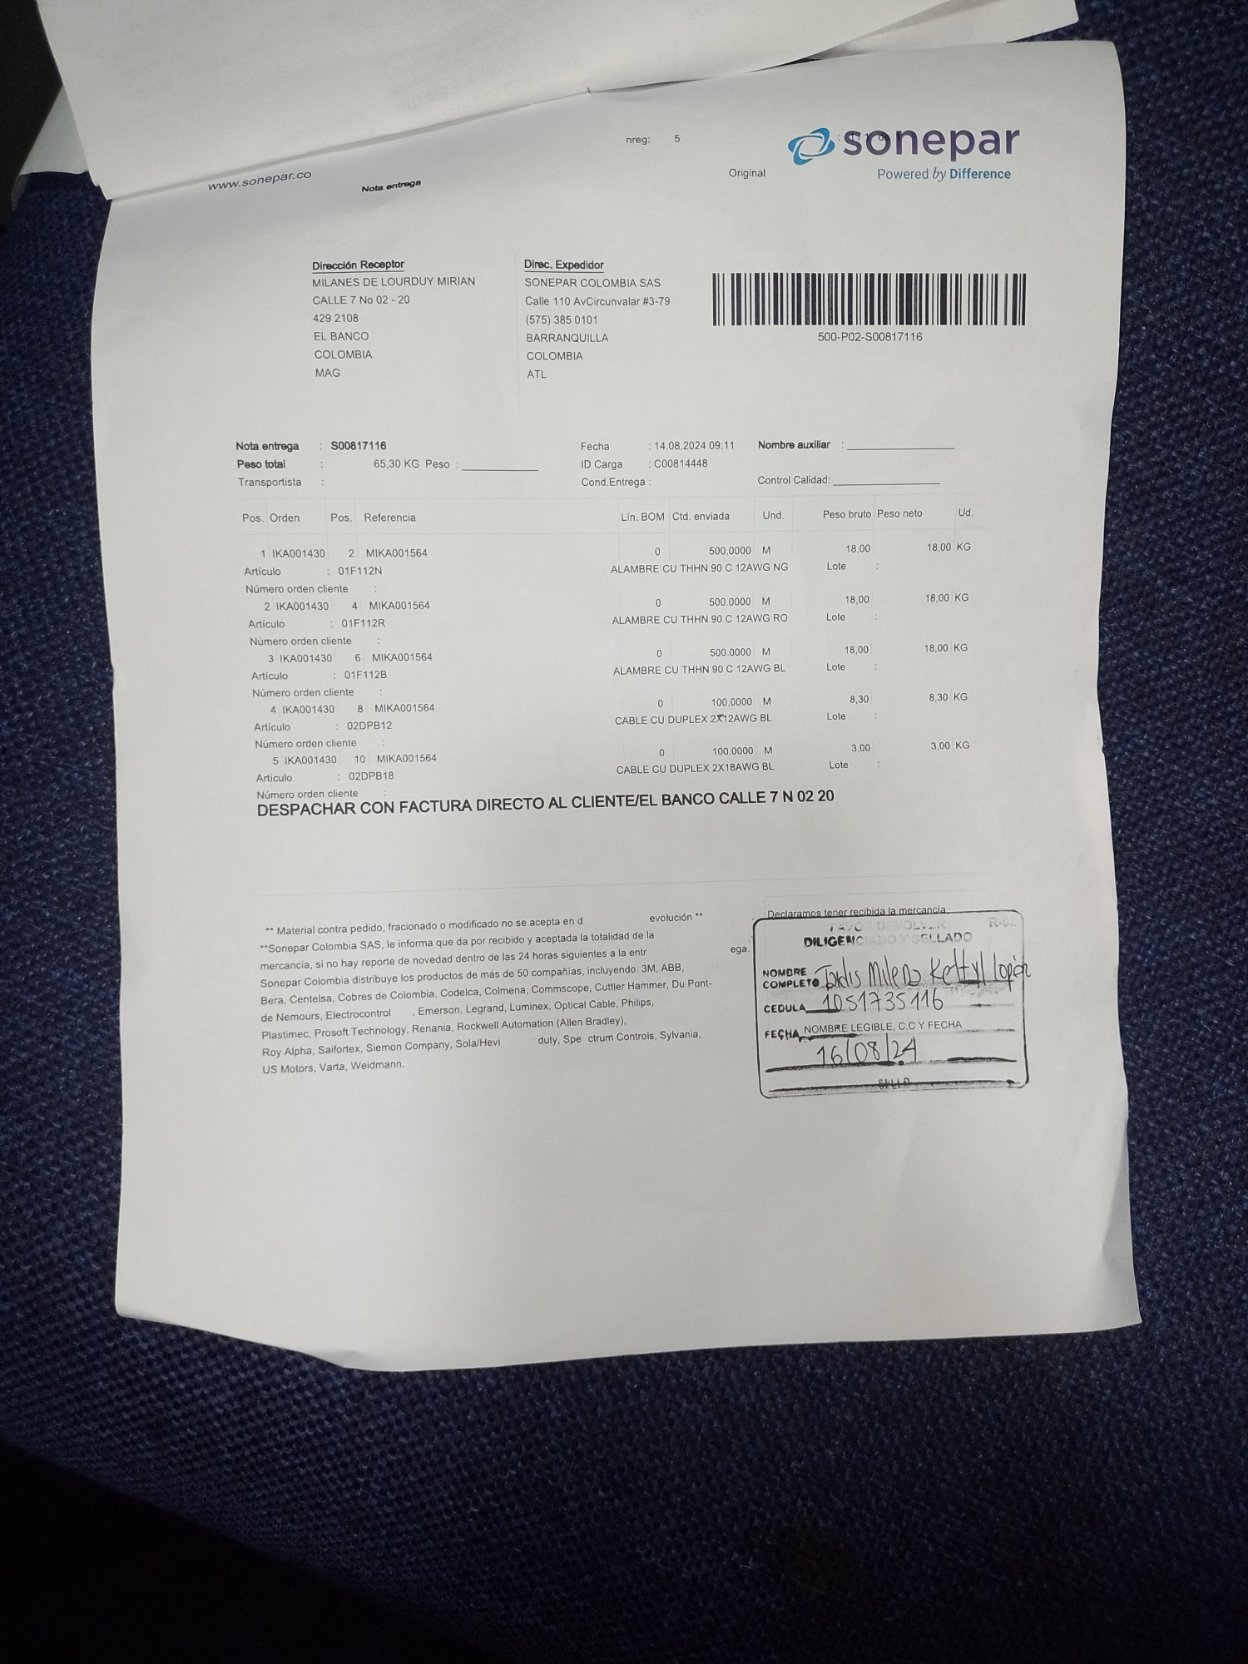 nreg: 5
sonepar
Original
Powered by Difference
www.sonepar.co
Nota entrega
Dirección Receptor
MILANES DE LOURDUY MIRIAN
CALLE 7 No 02 - 20
429 2108
EL BANCO
COLOMBIA
MAG
Direc. Expedidor
SONEPAR COLOMBIA SAS
Calle 110 AvCircunvalar #3-79
(575) 385 0101
BARRANQUILLA
COLOMBIA
ATL
500-P02-S00817116
Nota entrega : S00817116 Fecha : 14.08.2024 09:11 Nombre auxiliar :
Peso total : 65,30 KG Peso : ID Carga : C00814448
Transportista : Cond.Entrega : Control Calidad:
Pos. Orden Pos. Referencia Lín. BOM Ctd. enviada Und. Peso bruto Peso neto Ud.
1 IKA001430 2 MIKA001564 0 500,0000 M 18,00 18,00 KG
Artículo : 01F112N ALAMBRE CU THHN 90 C 12AWG NG Lote :
Número orden cliente :
2 IKA001430 4 MIKA001564 0 500,0000 M 18,00 18,00 KG
Artículo : 01F112R ALAMBRE CU THHN 90 C 12AWG RO Lote :
Número orden cliente :
3 IKA001430 6 MIKA001564 0 500,0000 M 18,00 18,00 KG
Artículo : 01F112B ALAMBRE CU THHN 90 C 12AWG BL Lote :
Número orden cliente :
4 IKA001430 8 MIKA001564 0 100,0000 M 8,30 8,30 KG
Artículo : 02DPB12 CABLE CU DUPLEX 2X12AWG BL Lote :
Número orden cliente :
5 IKA001430 10 MIKA001564 0 100,0000 M 3,00 3,00 KG
Artículo : 02DPB18 CABLE CU DUPLEX 2X18AWG BL Lote :
Número orden cliente :
DESPACHAR CON FACTURA DIRECTO AL CLIENTE/EL BANCO CALLE 7 N 02 20
** Material contra pedido, fraccionado o modificado no se acepta en d evolución **
**Sonepar Colombia SAS, le informa que da por recibido y aceptada la totalidad de la
mercancía, si no hay reporte de novedad dentro de las 24 horas siguientes a la entr ega.
Sonepar Colombia distribuyo los productos de más de 50 compañías, incluyendo: 3M, ABB,
Bera, Centelsa, Cobres de Colombia, Codelca, Colmena, Commscope, Cuttler Hammer, Du Pont-
de Nemours, Electrocontrol , Emerson, Legrand, Luminex, Optical Cable, Philips,
Plastimec, Prosoft Technology, Renania, Rockwell Automation (Allen Bradley),
Roy Alpha, Saifortex, Siemon Company, Sola/Hevi duty, Spe ctrum Controls, Sylvania,
US Motors, Varta, Weidmann.
Declaramos tener recibida la mercancía
FAVOR DEVOLVER R-02
DILIGENCIADO Y SELLADO
NOMBRE
COMPLETO Milena Kettyl López
CEDULA 1051735116
FECHA NOMBRE LEGIBLE, C.C Y FECHA
16/08/24
SELLO